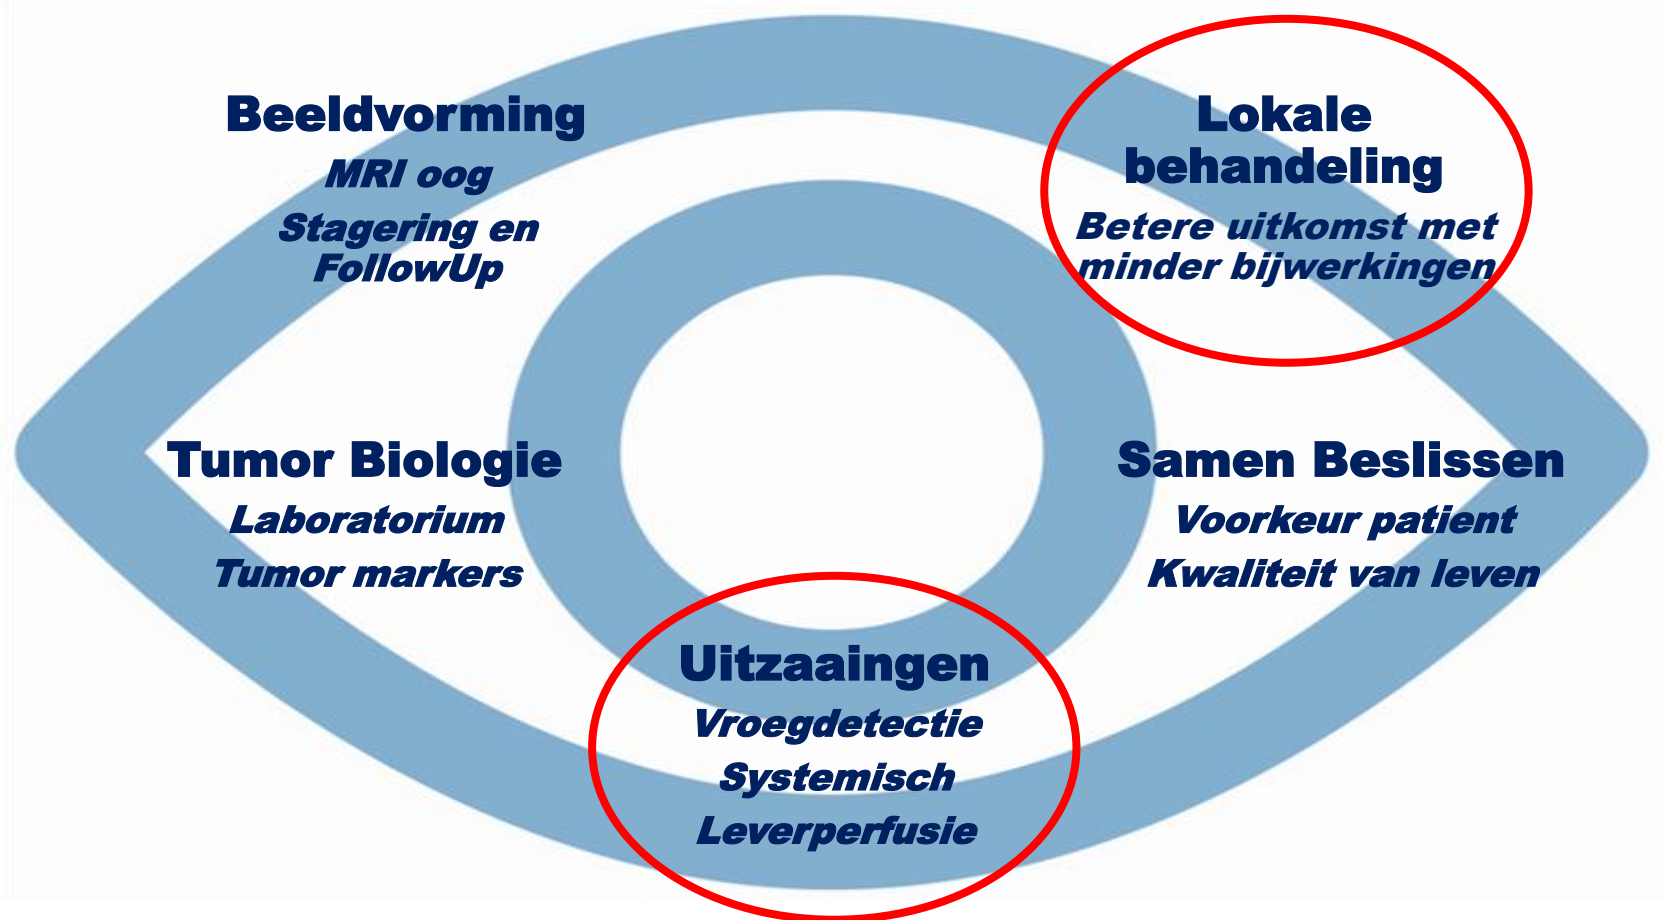 Beeldvorming
MRI oog
Stagering en
FollowUp
Lokale
behandeling
Betere uitkomst met
minder bijwerkingen
Tumor Biologie
Laboratorium
Tumor markers
Samen Beslissen
Voorkeur patient
Kwaliteit van leven
Uitzaaingen
Vroegdetectie
Systemisch
Leverperfusie